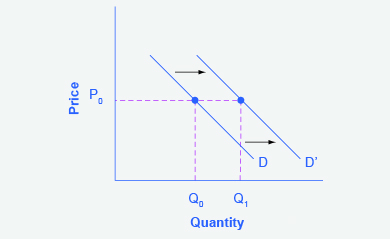 Price
P₀
D
D'
Q₀
Q₁
Quantity